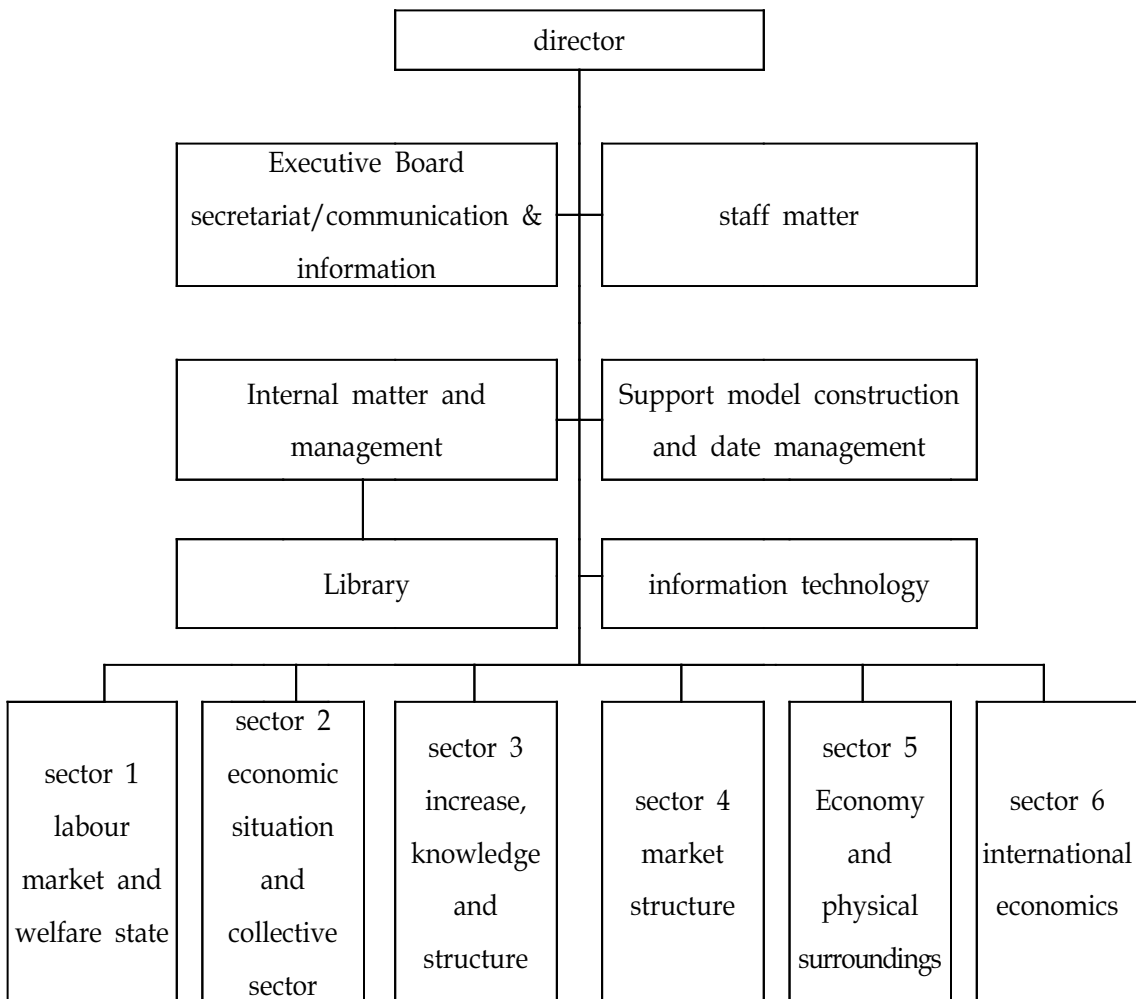 director
Executive Board
secretariat/communication &
information
staff matter
Internal matter and
management
Support model construction
and date management
Library
information technology
sector 1
labour
market and
welfare state
sector 2
economic
situation
and
collective
sector
sector 3
increase,
knowledge
and
structure
sector 4
market
structure
sector 5
Economy
and
physical
surroundings
sector 6
international
economics